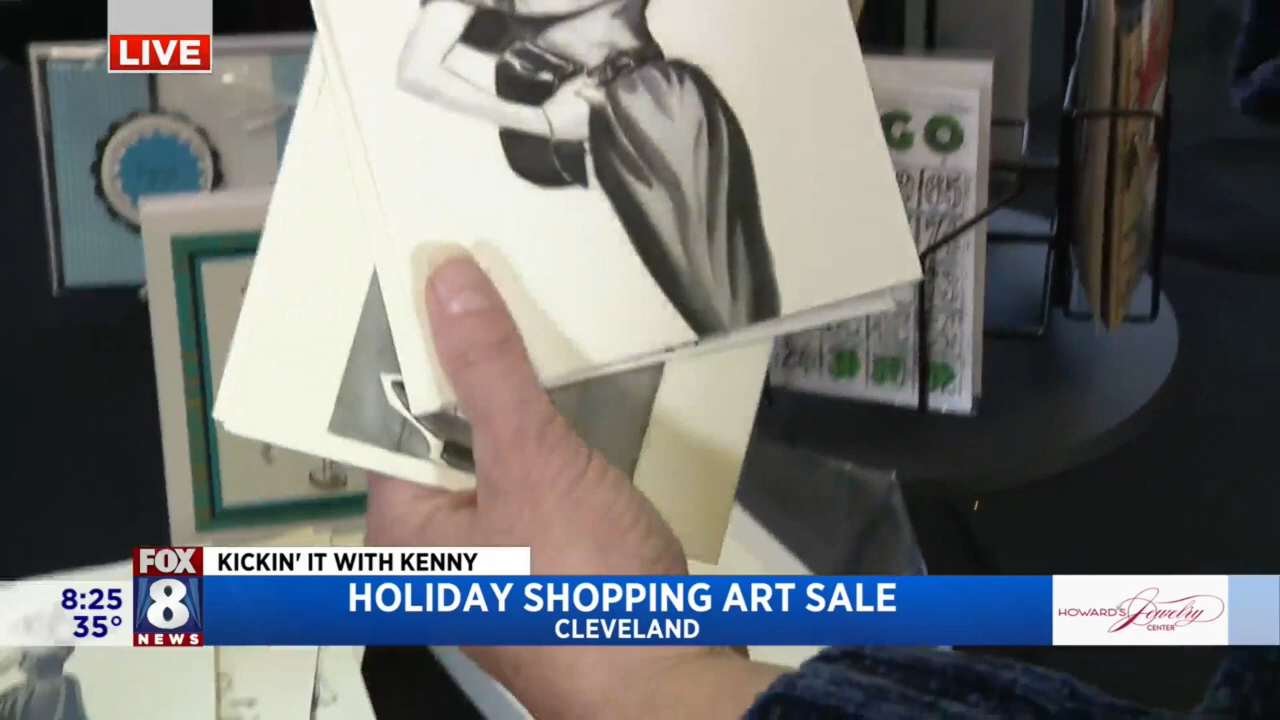 LIVE
GO
FOX
8
NEWS
KICKIN' IT WITH KENNY
8:25
35°
HOLIDAY SHOPPING ART SALE
CLEVELAND
HOWARD'S Jewelry
CENTER